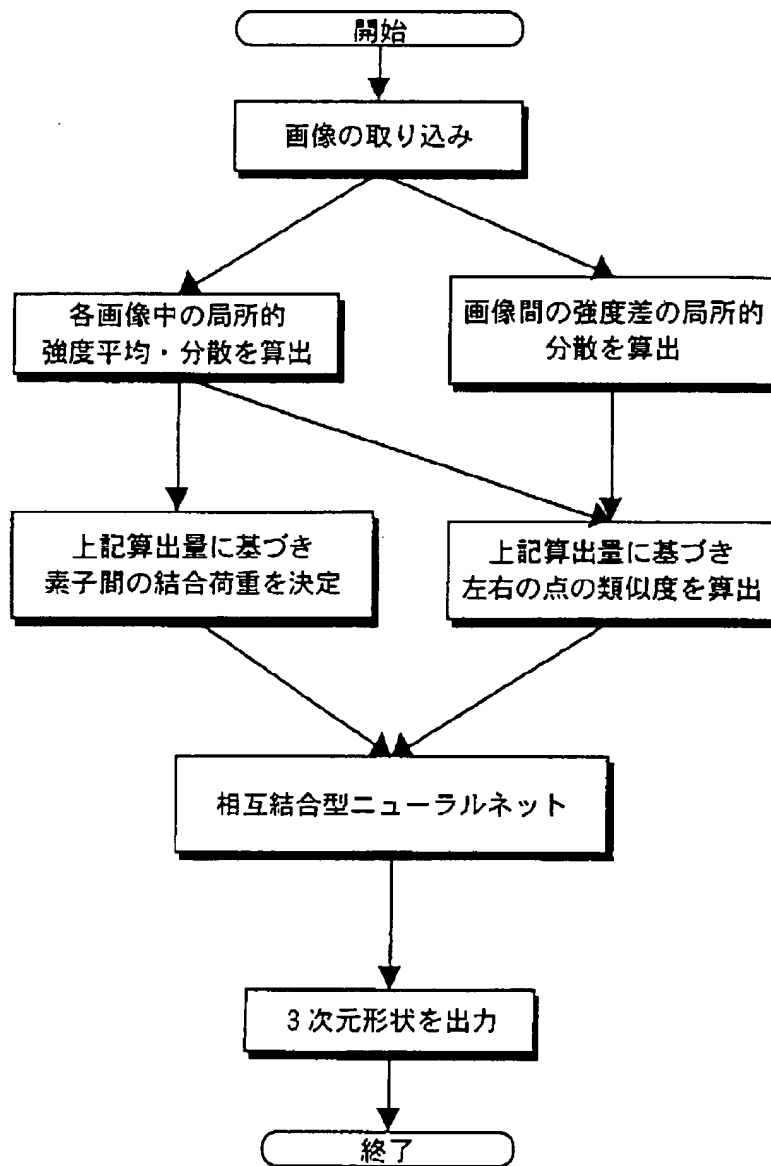 開始
画像の取り込み
各画像中の局所的
強度平均・分散を算出
画像間の強度差の局所的
分散を算出
上記算出量に基づき
素子間の結合荷重を決定
上記算出量に基づき
左右の点の類似度を算出
相互結合型ニューラルネット
3次元形状を出力
終了